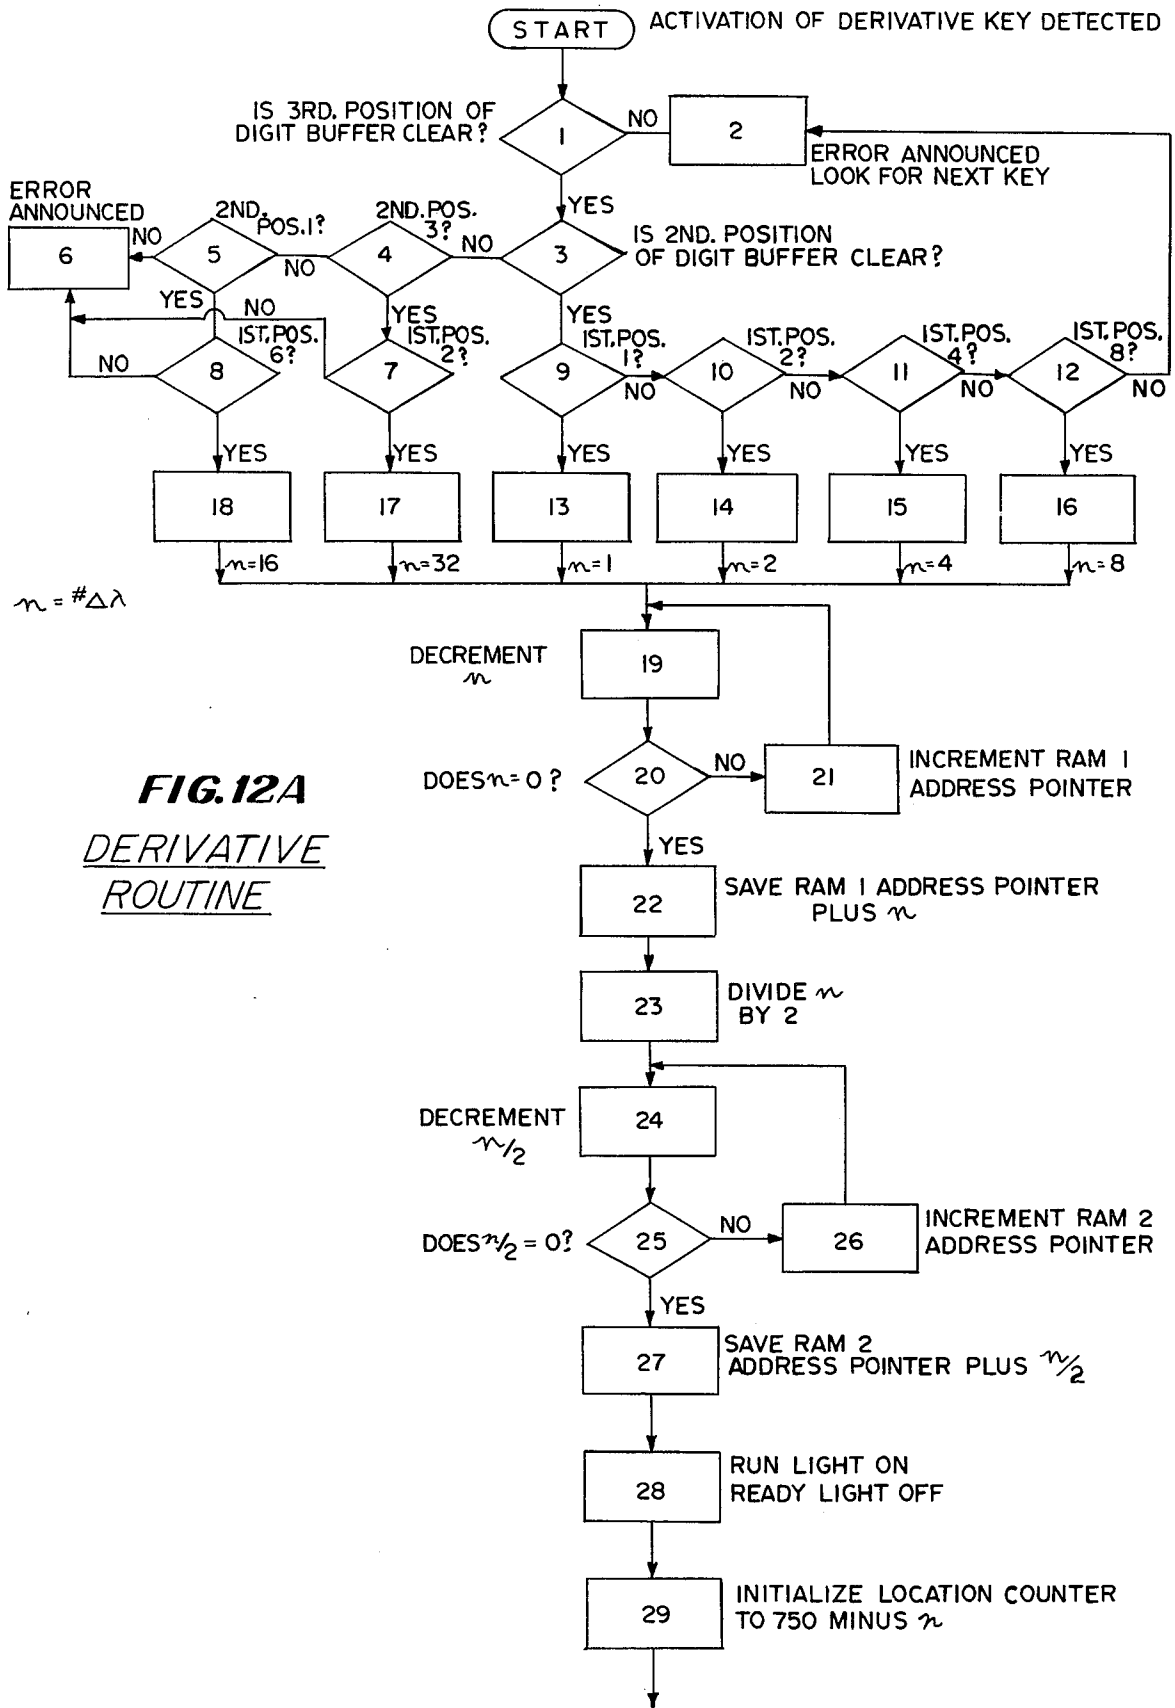 START
ACTIVATION OF DERIVATIVE KEY DETECTED
IS 3RD. POSITION OF
DIGIT BUFFER CLEAR?
1
NO
2
ERROR ANNOUNCED
LOOK FOR NEXT KEY
YES
ERROR
ANNOUNCED
6
NO
5
2ND.
POS.1?
NO
4
2ND. POS.
3?
NO
3
IS 2ND. POSITION
OF DIGIT BUFFER CLEAR?
YES
NO
YES
YES
NO
8
1ST. POS.
6?
7
1ST. POS.
2?
9
1ST. POS.
1?
NO
10
1ST. POS.
2?
NO
11
1ST. POS.
4?
NO
12
1ST. POS.
8?
NO
YES
YES
YES
YES
YES
YES
18
17
13
14
15
16
n=16
n=32
n=1
n=2
n=4
n=8
n = #Δλ
DECREMENT
n
19
DOES n = 0 ?
20
NO
21
INCREMENT RAM 1
ADDRESS POINTER
YES
FIG. 12A
DERIVATIVE
ROUTINE
22
SAVE RAM 1 ADDRESS POINTER
PLUS n
23
DIVIDE n
BY 2
DECREMENT
n/2
24
DOES n/2 = 0?
25
NO
26
INCREMENT RAM 2
ADDRESS POINTER
YES
27
SAVE RAM 2
ADDRESS POINTER PLUS n/2
28
RUN LIGHT ON
READY LIGHT OFF
29
INITIALIZE LOCATION COUNTER
TO 750 MINUS n